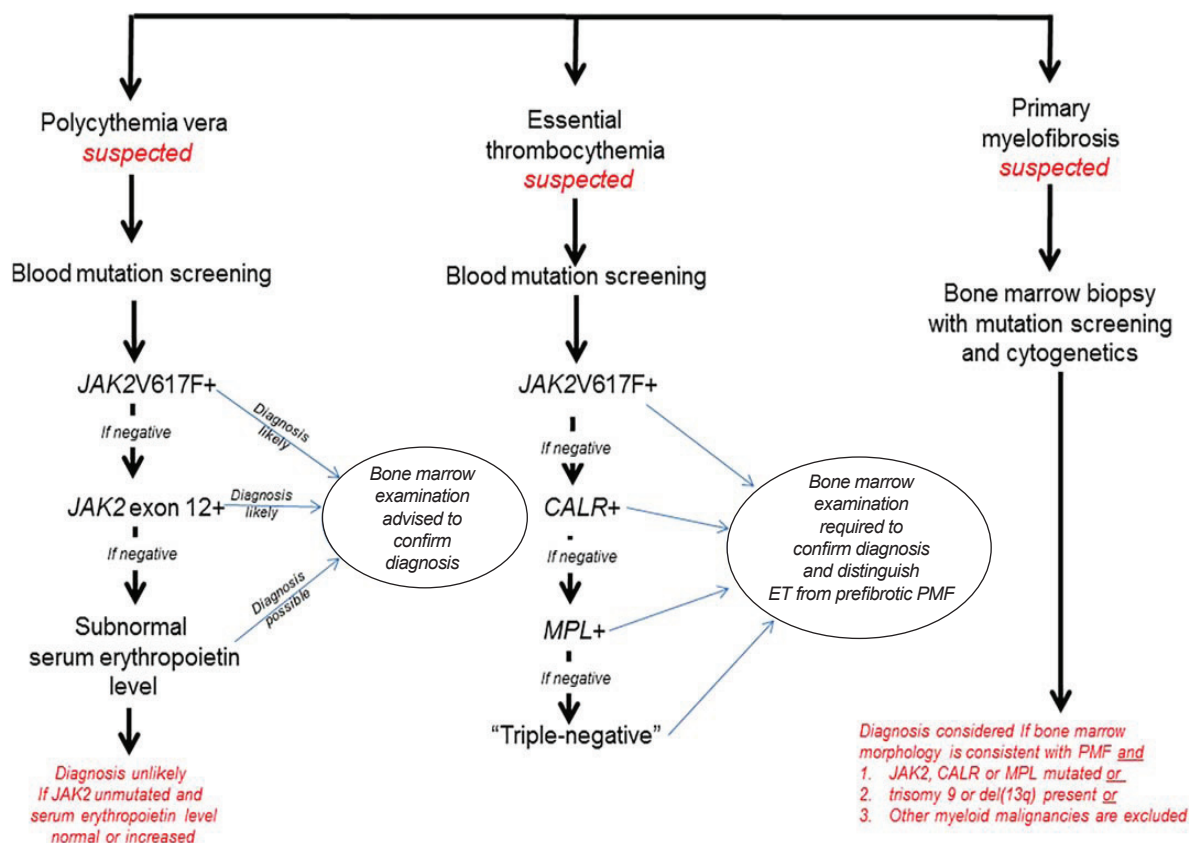 Polycythemia vera
suspected
Blood mutation screening
JAK2V617F+
If negative
JAK2 exon 12+
If negative
Subnormal
serum erythropoietin
level
Diagnosis unlikely
If JAK2 unmutated and
serum erythropoietin level
normal or increased
Diagnosis
likely
Diagnosis
likely
Diagnosis
possible
Bone marrow
examination
advised to
confirm
diagnosis
Essential
thrombocythemia
suspected
Blood mutation screening
JAK2V617F+
If negative
CALR+
If negative
MPL+
If negative
“Triple-negative”
Bone marrow
examination
required to
confirm diagnosis
and distinguish
ET from prefibrotic PMF
Primary
myelofibrosis
suspected
Bone marrow biopsy
with mutation screening
and cytogenetics
Diagnosis considered If bone marrow
morphology is consistent with PMF and
1. JAK2, CALR or MPL mutated or
2. trisomy 9 or del(13q) present or
3. Other myeloid malignancies are excluded